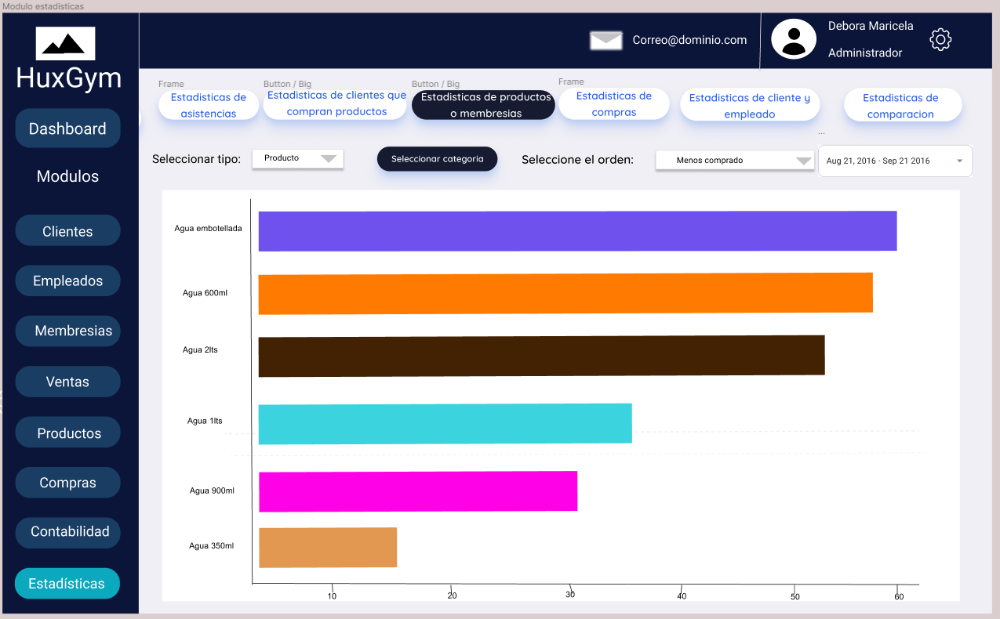 Modulo estadisticas
HuxGym
Correo@dominio.com
Debora Maricela
Administrador
Dashboard
Modulos
Clientes
Empleados
Membresias
Ventas
Productos
Compras
Contabilidad
Estadísticas
Frame
Estadisticas de
asistencias
Button / Big
Estadisticas de clientes que
compran productos
Button / Big
Estadisticas de productos
o membresias
Frame
Estadisticas de
compras
Estadisticas de cliente y
empleado
Estadisticas de
comparacion
...
Seleccionar tipo:
Producto
Seleccionar categoria
Seleccione el orden:
Menos comprado
Aug 21, 2016 · Sep 21 2016
Agua embotellada
Agua 600ml
Agua 2lts
Agua 1lts
Agua 900ml
Agua 350ml
10 20 30 40 50 60